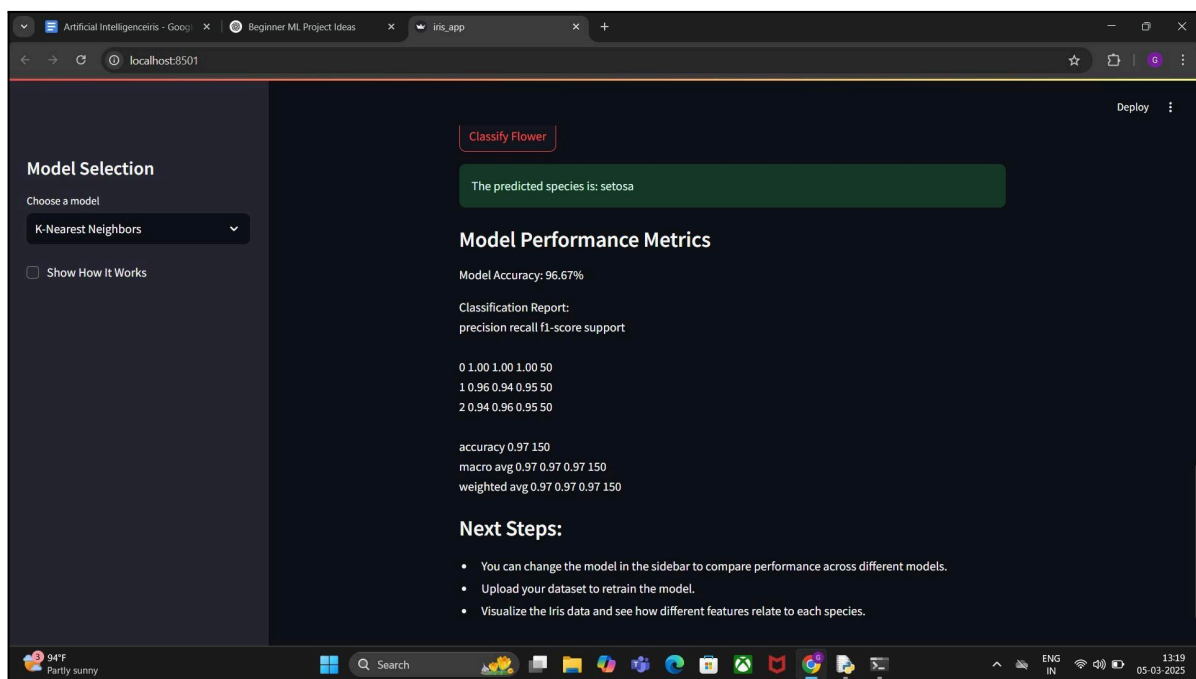 Artificial Intelligenceiris - Goog
Beginner ML Project Ideas
iris_app
localhost:8501
G
Deploy
Model Selection
Choose a model
K-Nearest Neighbors
Show How It Works
Classify Flower
The predicted species is: setosa
Model Performance Metrics
Model Accuracy: 96.67%
Classification Report:
precision recall f1-score support
0 1.00 1.00 1.00 50
1 0.96 0.94 0.95 50
2 0.94 0.96 0.95 50
accuracy 0.97 150
macro avg 0.97 0.97 0.97 150
weighted avg 0.97 0.97 0.97 150
Next Steps:
• You can change the model in the sidebar to compare performance across different models.
• Upload your dataset to retrain the model.
• Visualize the Iris data and see how different features relate to each species.
3
94°F
Partly sunny
Search
ENG
IN
13:19
05-03-2025